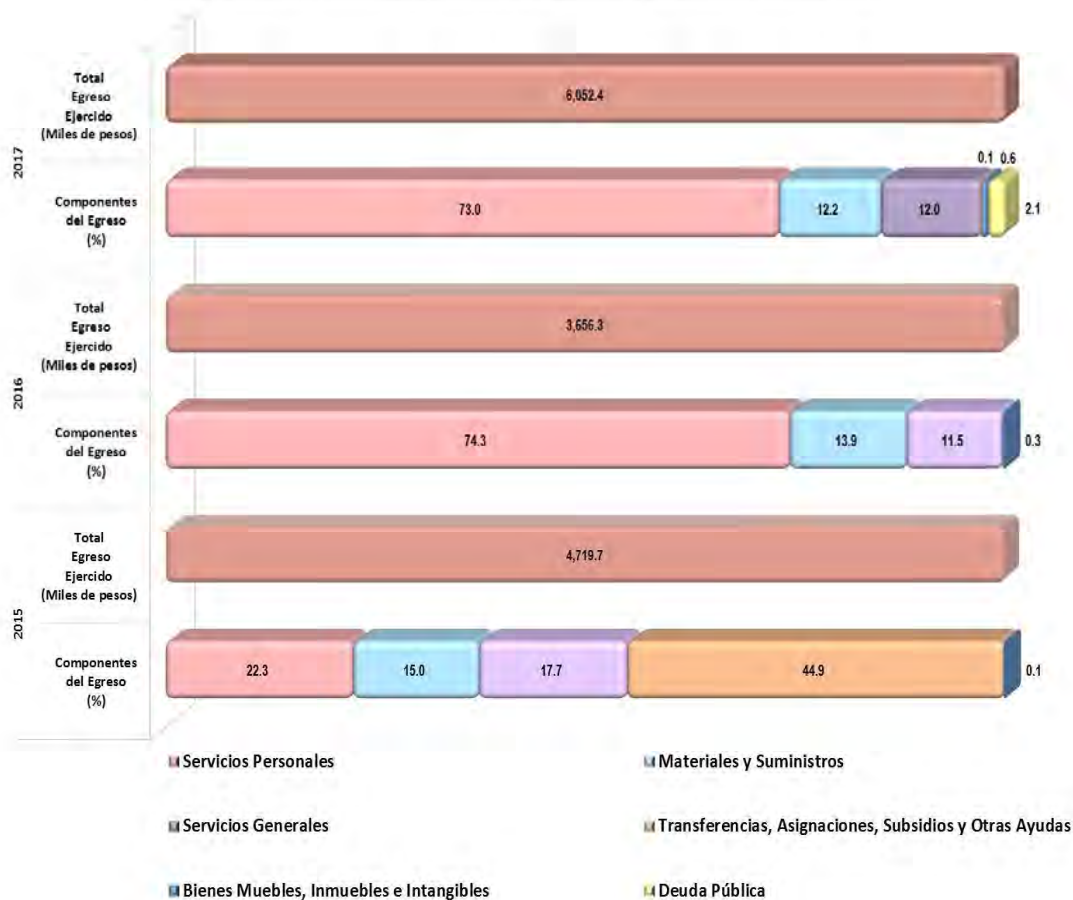 2017
Total
Egreso
Ejercido
(Miles de pesos)
6,052.4
Componentes
del Egreso
(%)
73.0
12.2
12.0
0.1
0.6
2.1
2016
Total
Egreso
Ejercido
(Miles de pesos)
3,656.3
Componentes
del Egreso
(%)
74.3
13.9
11.5
0.3
2015
Total
Egreso
Ejercido
(Miles de pesos)
4,719.7
Componentes
del Egreso
(%)
22.3
15.0
17.7
44.9
0.1
Servicios Personales
Materiales y Suministros
Servicios Generales
Transferencias, Asignaciones, Subsidios y Otras Ayudas
Bienes Muebles, Inmuebles e Intangibles
Deuda Pública